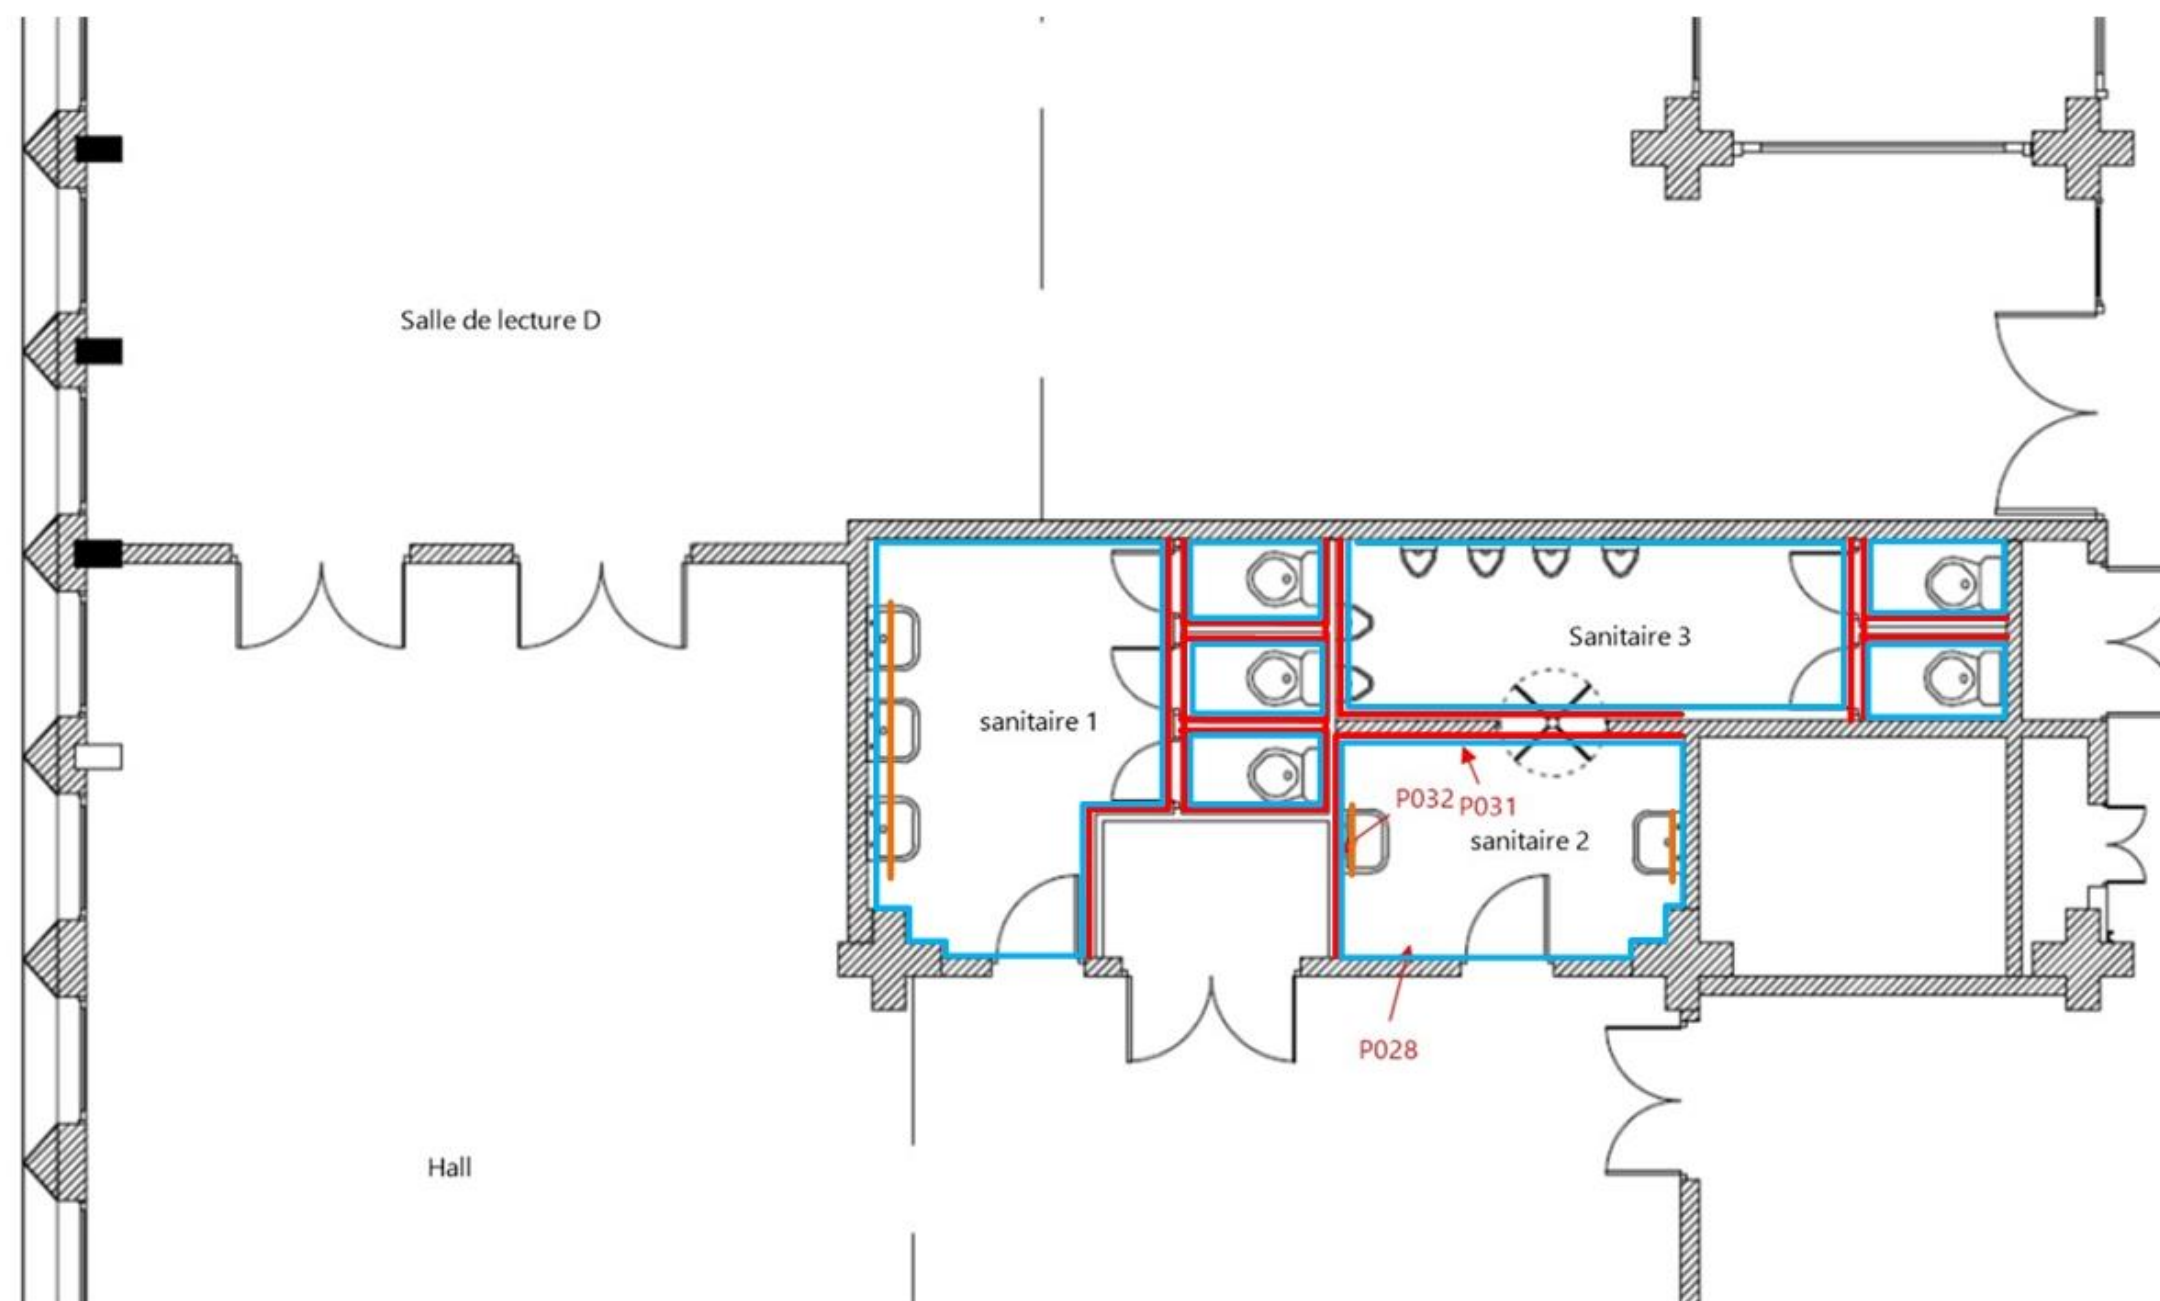 Salle de lecture D
Sanitaire 3
sanitaire 1
P032
P031
sanitaire 2
P028
Hall